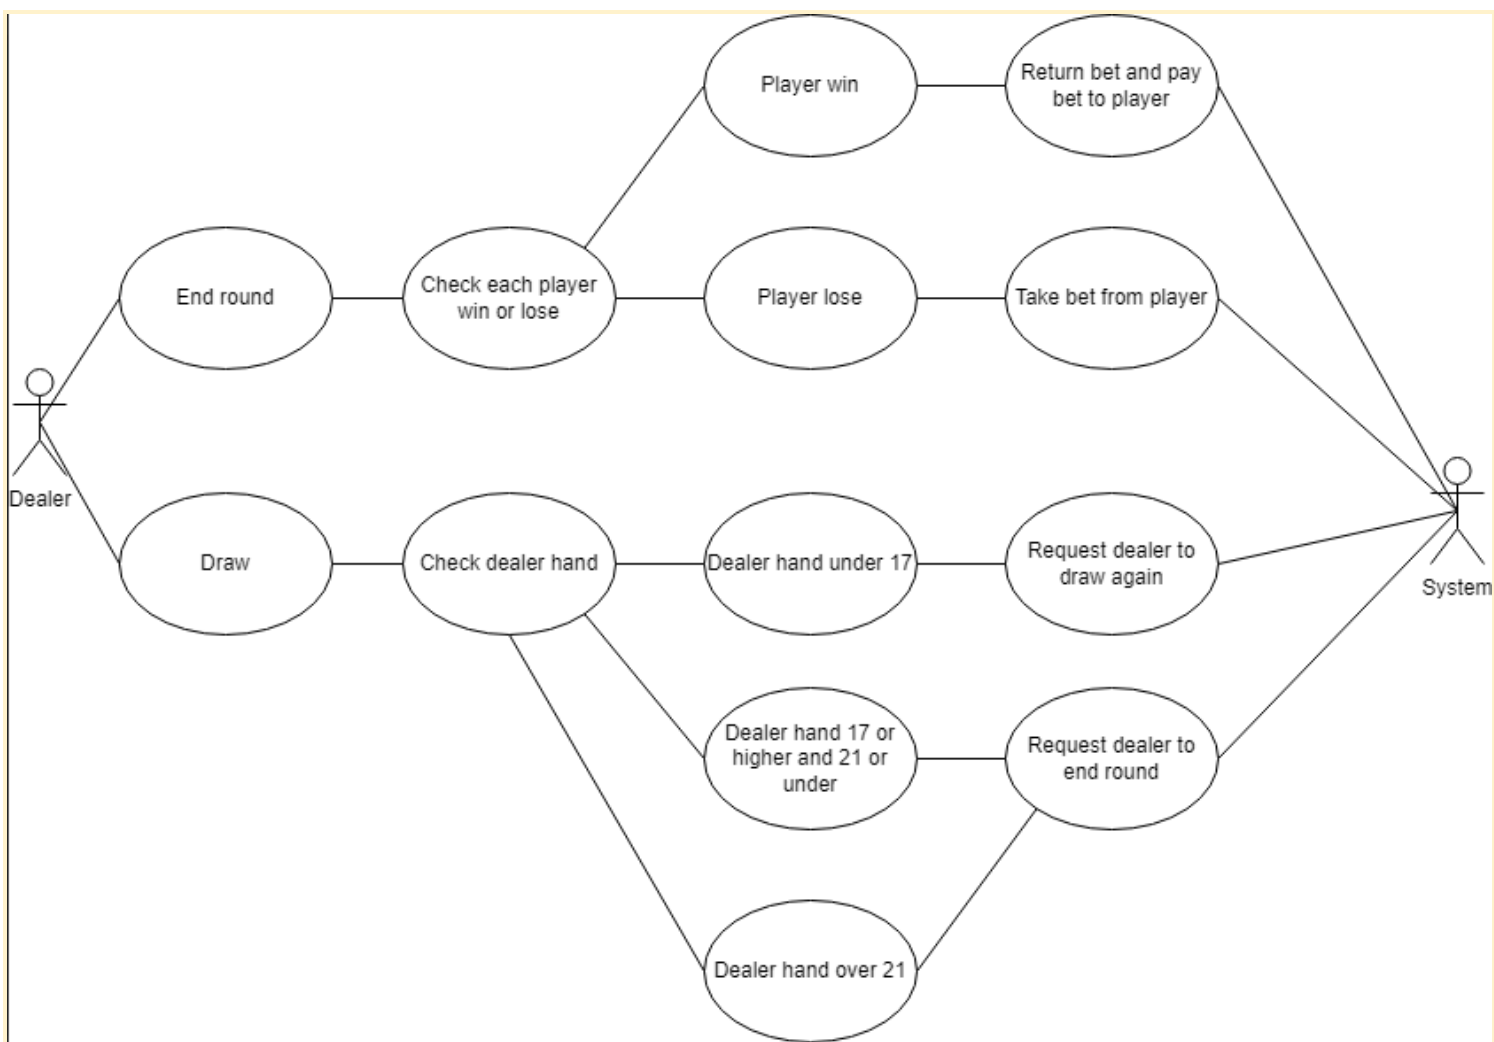 Player win
Return bet and pay
bet to player
End round
Check each player
win or lose
Player lose
Take bet from player
Dealer
Draw
Check dealer hand
Dealer hand under 17
Request dealer to
draw again
System
Dealer hand 17 or
higher and 21 or
under
Request dealer to
end round
Dealer hand over 21